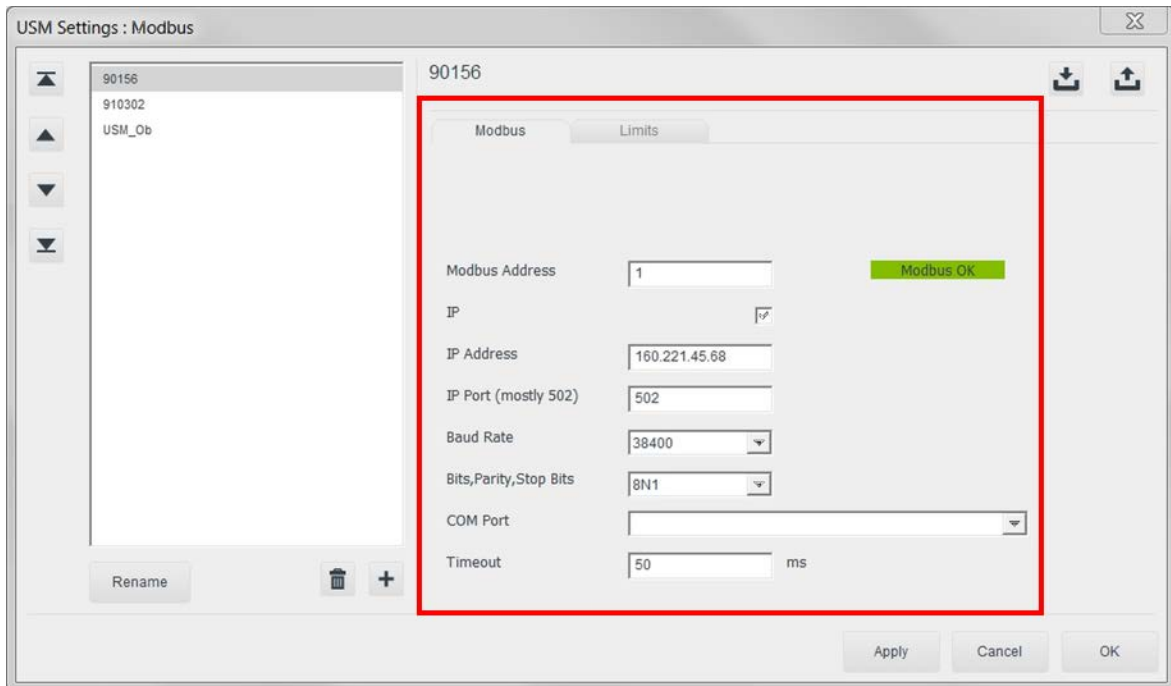 USM Settings : Modbus
90156
910302
USM_Ob
Rename
90156
Modbus Limits
Modbus Address 1 Modbus OK
IP
IP Address 160.221.45.68
IP Port (mostly 502) 502
Baud Rate 38400
Bits,Parity,Stop Bits 8N1
COM Port
Timeout 50 ms
Apply Cancel OK